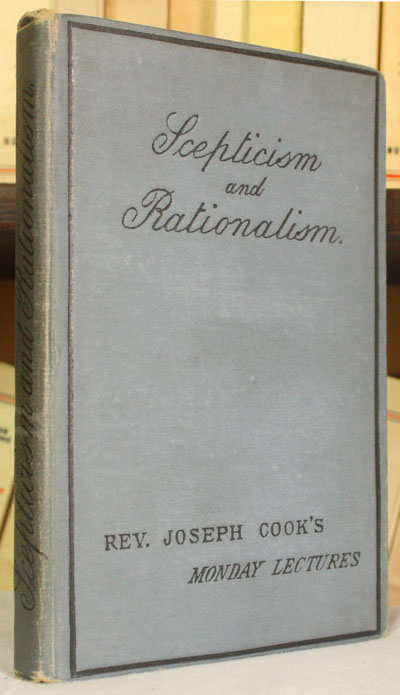 Scepticism
and
Rationalism.
REV. JOSEPH COOK'S
MONDAY LECTURES
Scepticism and Rationalism.